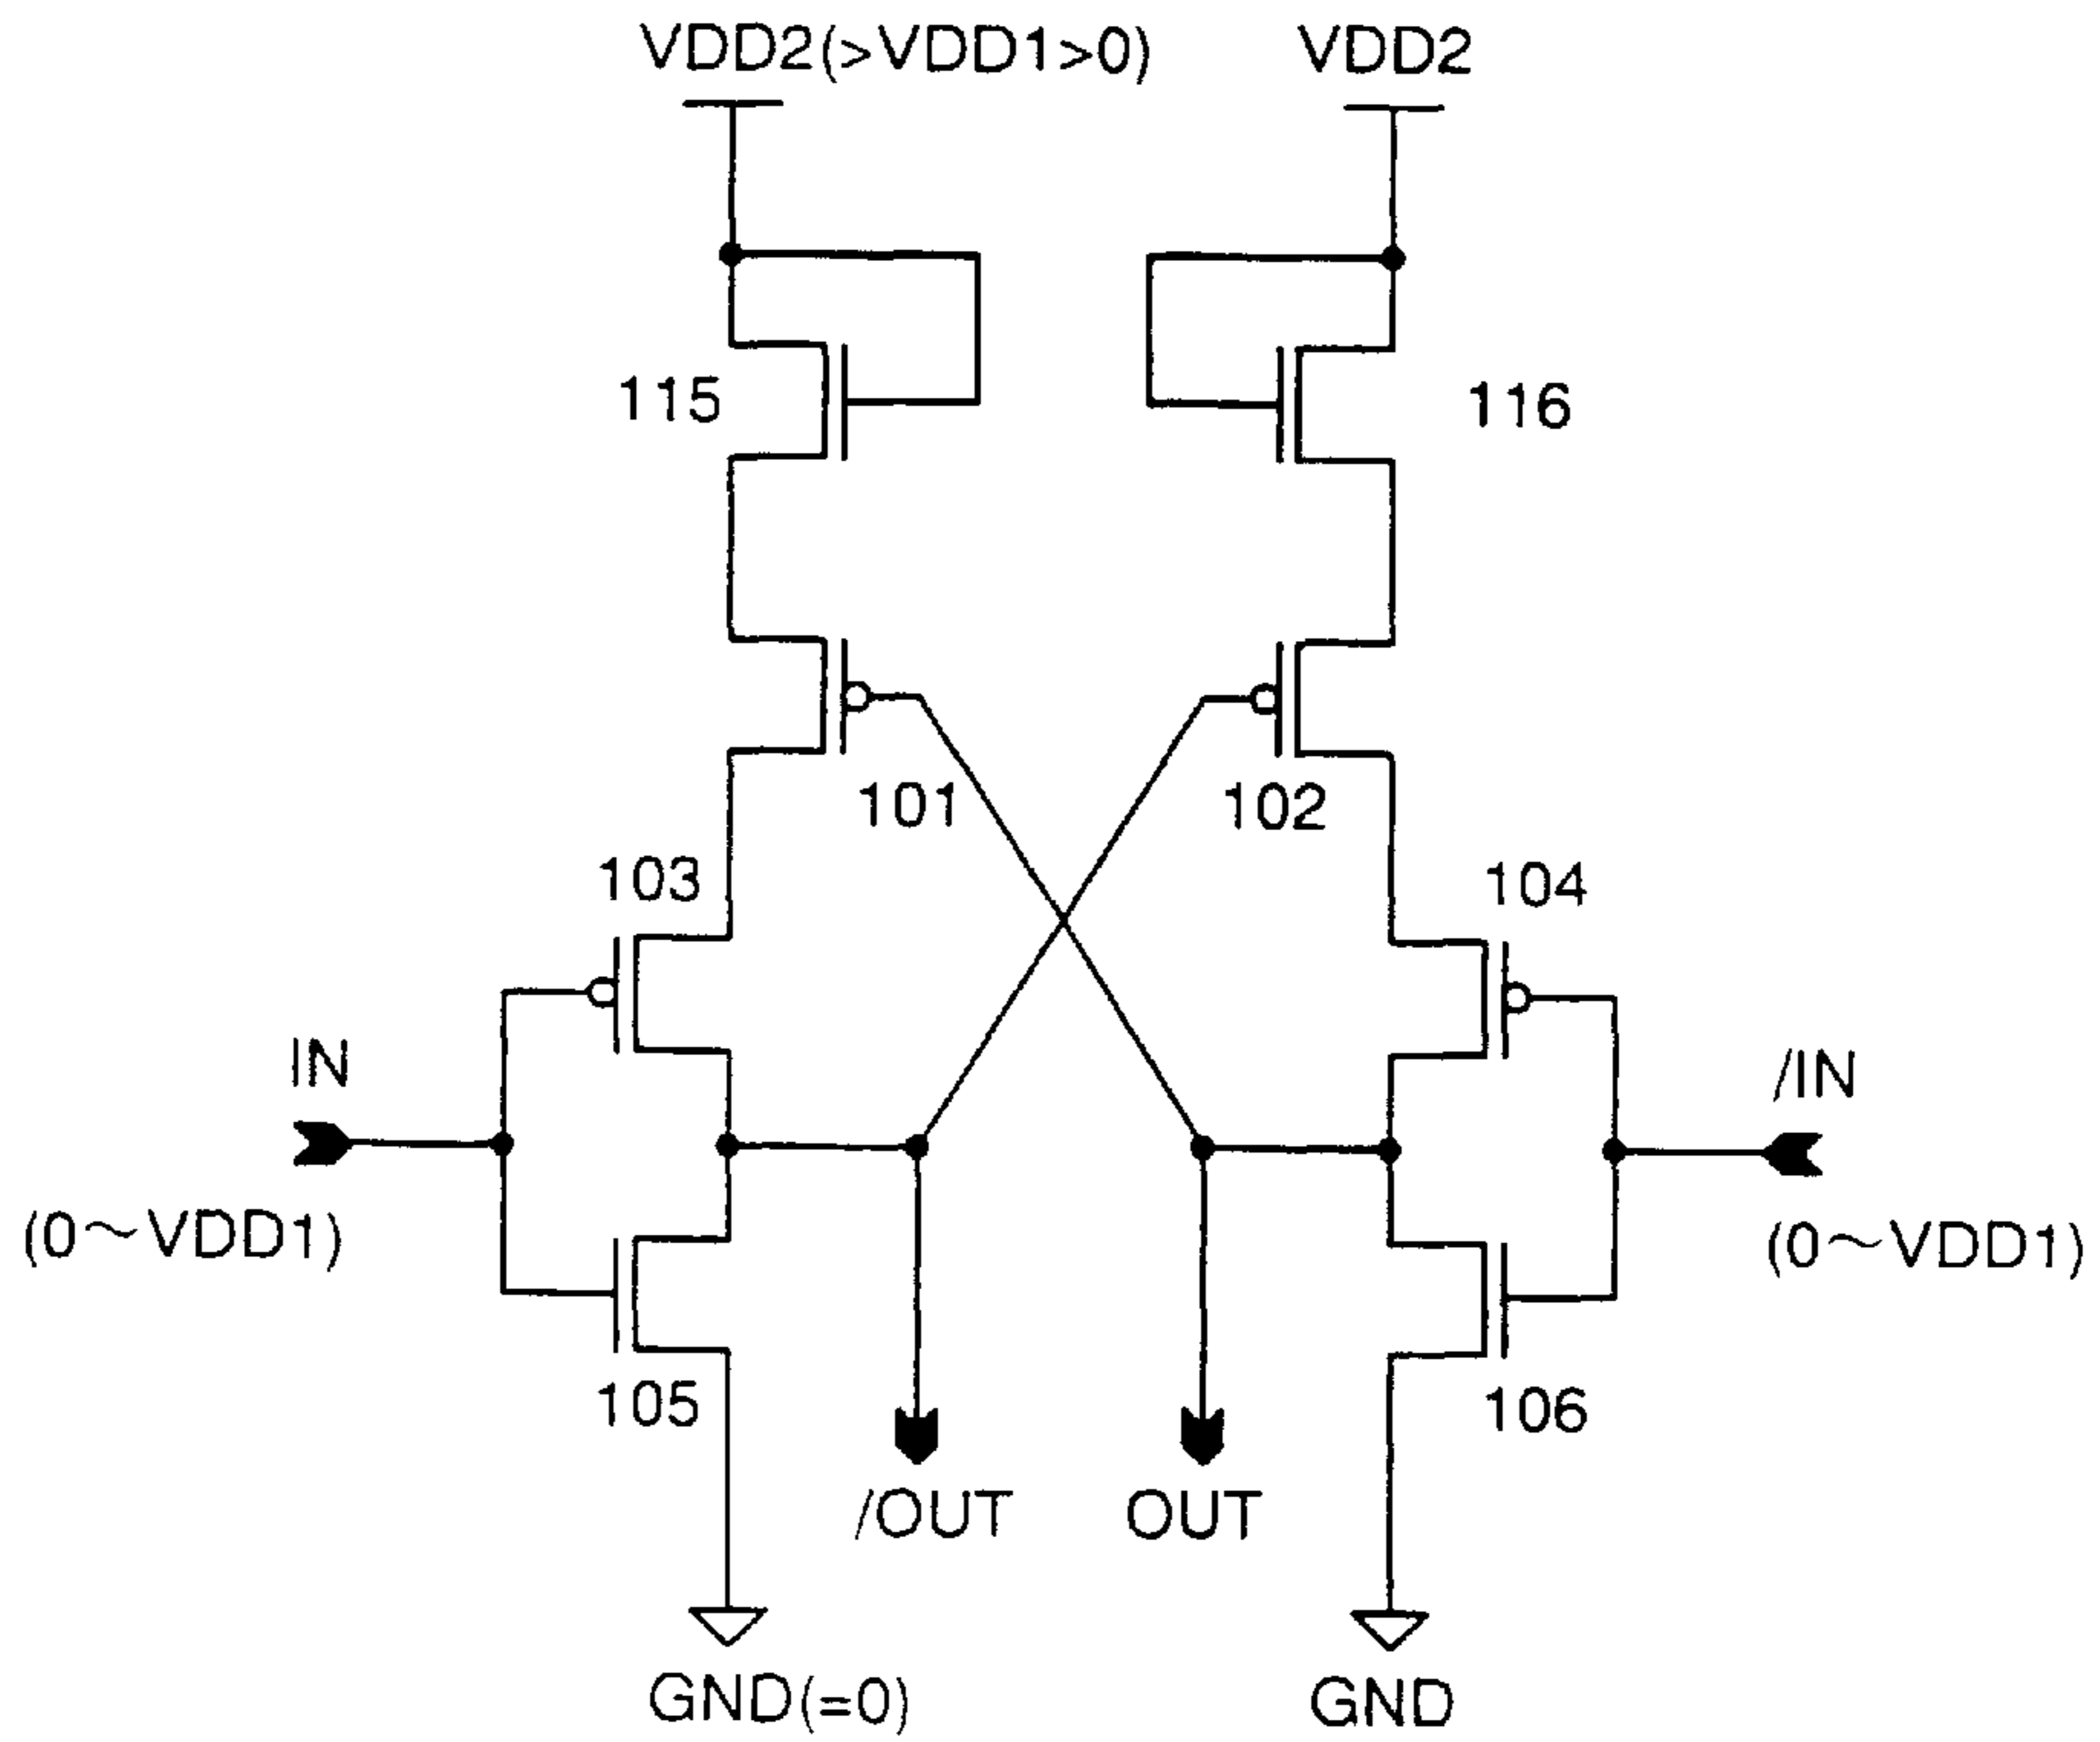 VDD2(>VDD1>0)
VDD2
115
116
101
102
103
104
IN
/IN
(0～VDD1)
(0～VDD1)
105
106
/OUT
OUT
GND(=0)
GND